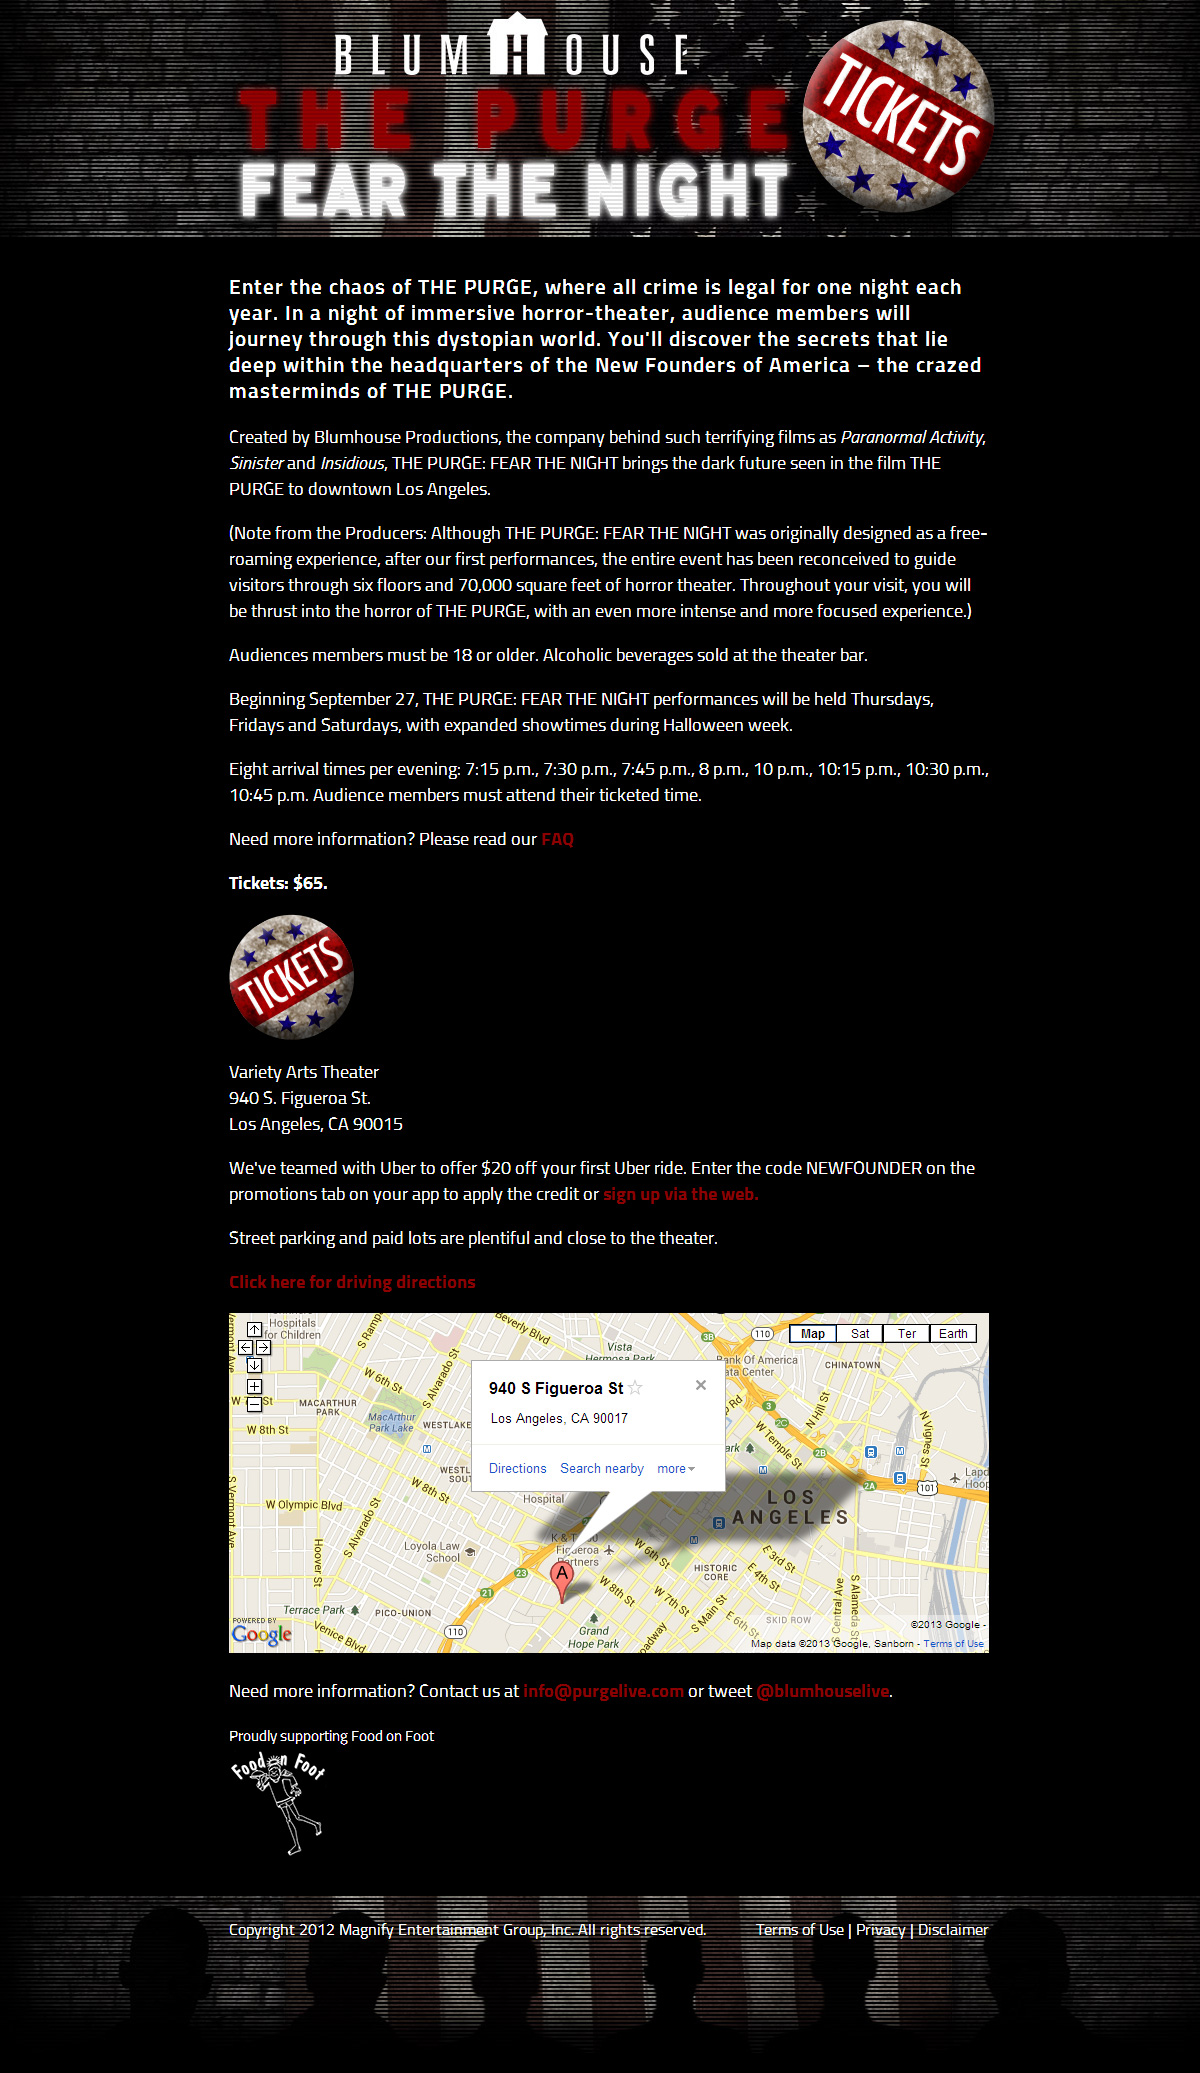 BLUMHOUSE
THE PURGE
FEAR THE NIGHT
TICKETS
Enter the chaos of THE PURGE, where all crime is legal for one night each
year. In a night of immersive horror-theater, audience members will
journey through this dystopian world. You'll discover the secrets that lie
deep within the headquarters of the New Founders of America – the crazed
masterminds of THE PURGE.
Created by Blumhouse Productions, the company behind such terrifying films as Paranormal Activity,
Sinister and Insidious, THE PURGE: FEAR THE NIGHT brings the dark future seen in the film THE
PURGE to downtown Los Angeles.
(Note from the Producers: Although THE PURGE: FEAR THE NIGHT was originally designed as a free-
roaming experience, after our first performances, the entire event has been reconceived to guide
visitors through six floors and 70,000 square feet of horror theater. Throughout your visit, you will
be thrust into the horror of THE PURGE, with an even more intense and more focused experience.)
Audiences members must be 18 or older. Alcoholic beverages sold at the theater bar.
Beginning September 27, THE PURGE: FEAR THE NIGHT performances will be held Thursdays,
Fridays and Saturdays, with expanded showtimes during Halloween week.
Eight arrival times per evening: 7:15 p.m., 7:30 p.m., 7:45 p.m., 8 p.m., 10 p.m., 10:15 p.m., 10:30 p.m.,
10:45 p.m. Audience members must attend their ticketed time.
Need more information? Please read our FAQ
Tickets: $65.
TICKETS
Variety Arts Theater
940 S. Figueroa St.
Los Angeles, CA 90015
We've teamed with Uber to offer $20 off your first Uber ride. Enter the code NEWFOUNDER on the
promotions tab on your app to apply the credit or sign up via the web.
Street parking and paid lots are plentiful and close to the theater.
Click here for driving directions
Hospitals
for Children
S Rampa
Beverly Blvd
Vista
Hermosa Park
3B
110
Map Sat Ter Earth
Bank Of America
Data Center
CHINATOWN
W 6th St
S Alvarado St
940 S Figueroa St
Los Angeles, CA 90017
Directions Search nearby more
W 7th St
MACARTHUR
PARK
MacArthur
Park Lake
WESTLAKE
W 8th St
N Hill St
3
2C
W Temple St
2B
N Vignes St
2A
101
W 8th St
Hospital
W Olympic Blvd
LOS
ANGELES
S Vermont Ave
Hoover St
S Alvarado St
Loyola Law
School
Figueroa
Partners
W 6th St
HISTORIC
CORE
E 3rd St
E 4th St
23
A
21
W 8th St
W 7th St
S Main St
E 6th St
S Central Ave
S Alameda St
Terrace Park
PICO-UNION
Grand
Hope Park
SKID ROW
Venice Blvd
110
POWERED BY
Google
©2013 Google -
Map data ©2013 Google, Sanborn - Terms of Use
Need more information? Contact us at info@purgelive.com or tweet @blumhouselive.
Proudly supporting Food on Foot
Food on Foot
Copyright 2012 Magnify Entertainment Group, Inc. All rights reserved. Terms of Use | Privacy | Disclaimer